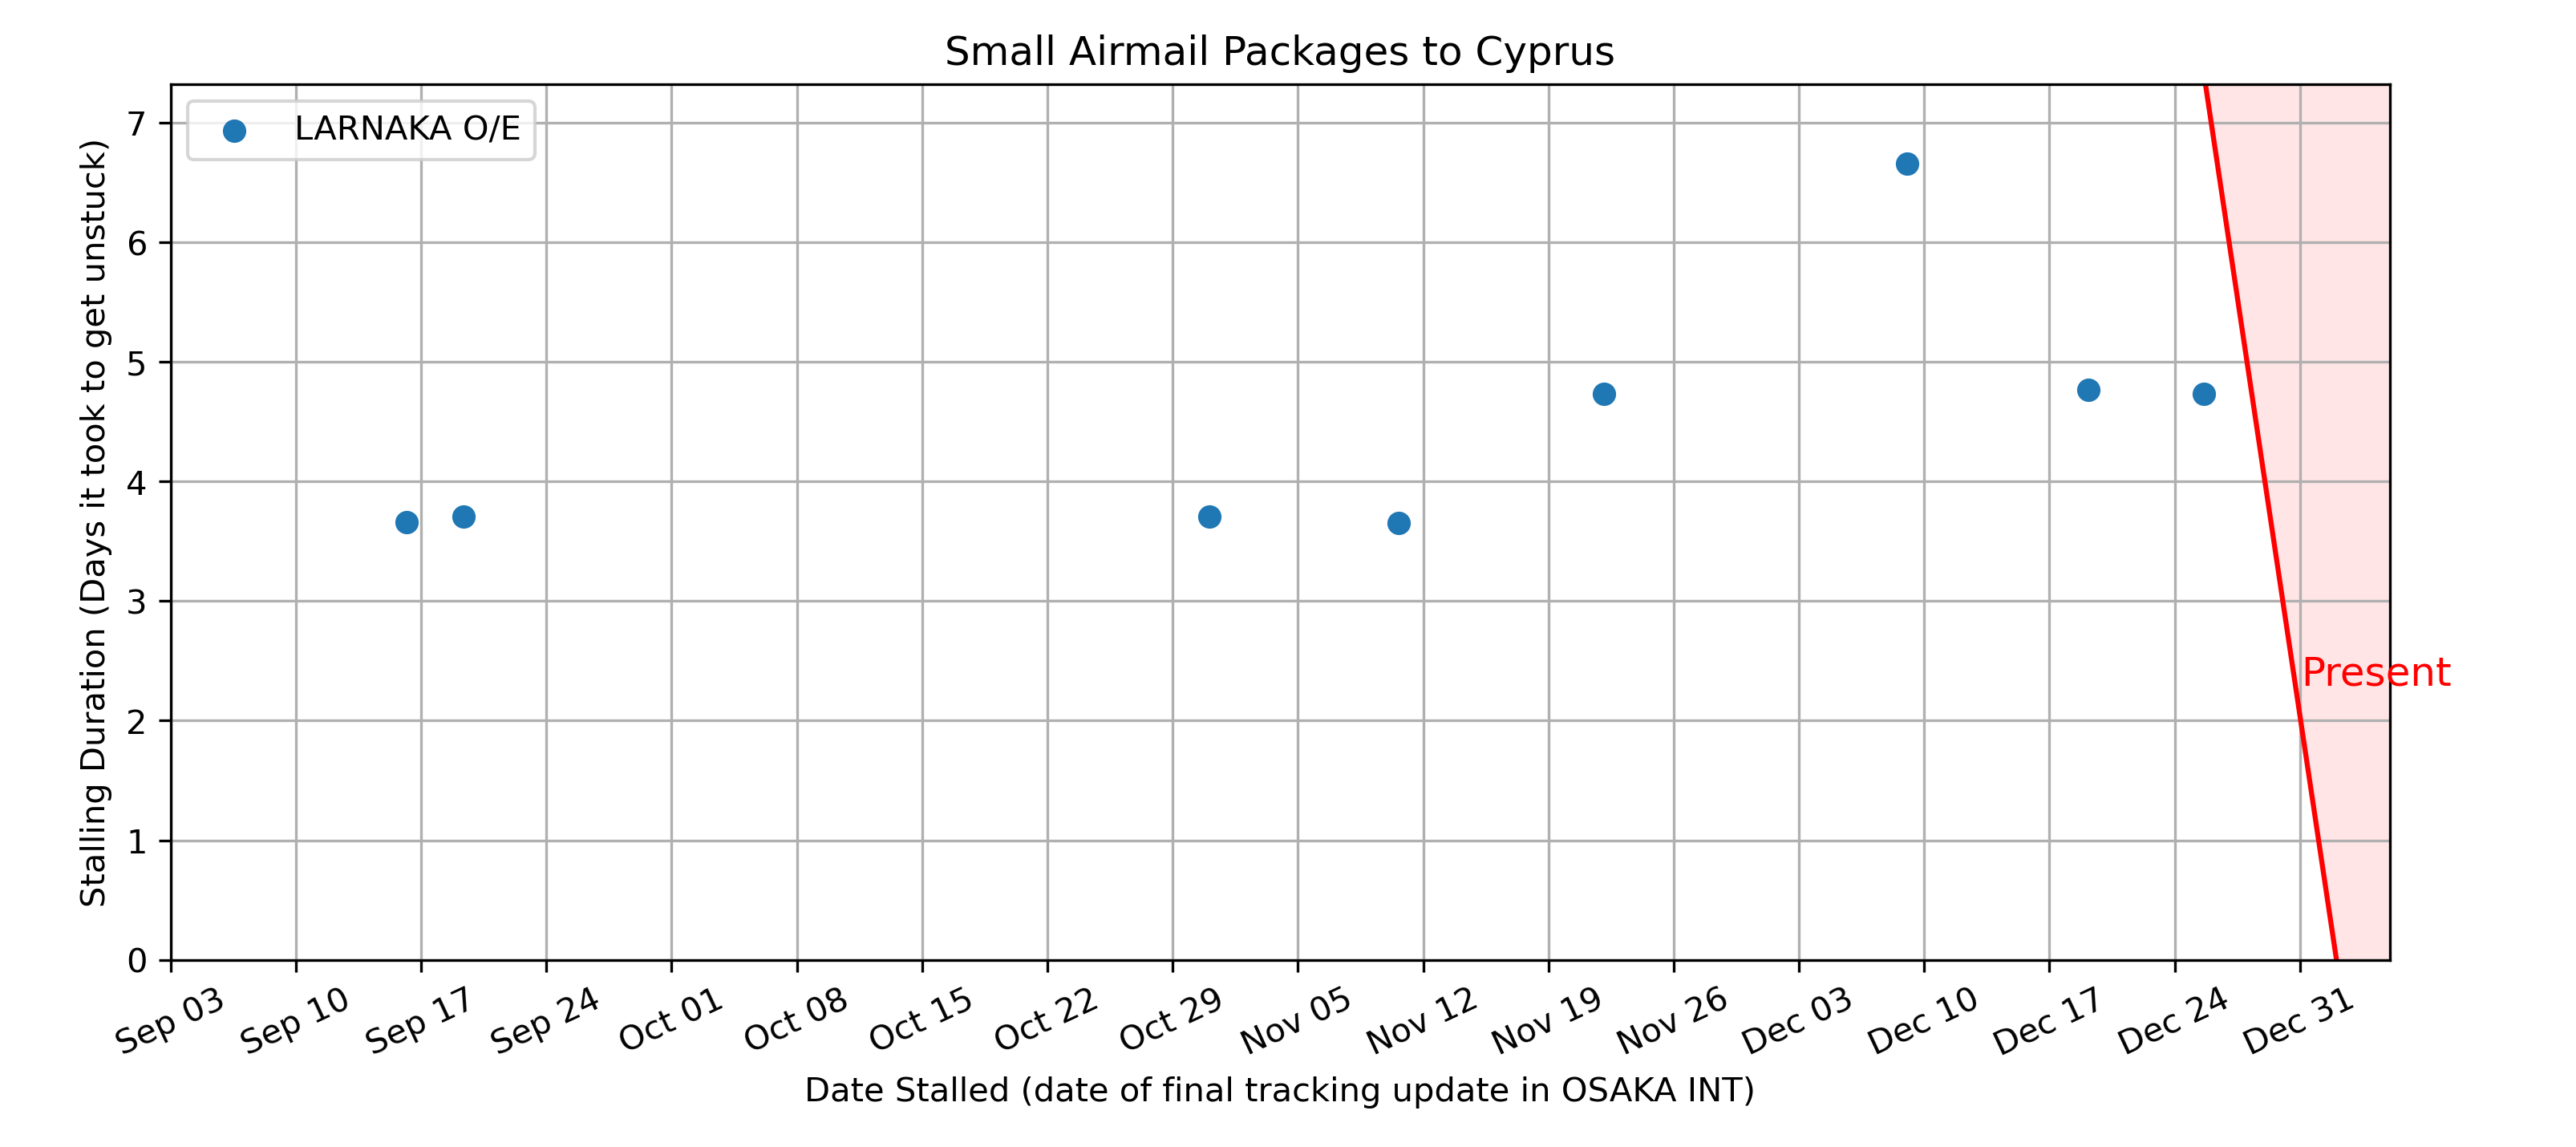 Small Airmail Packages to Cyprus
LARNAKA O/E
Stalling Duration (Days it took to get unstuck)
7
6
5
4
3
2
1
0
Present
Sep 03 Sep 10 Sep 17 Sep 24 Oct 01 Oct 08 Oct 15 Oct 22 Oct 29 Nov 05 Nov 12 Nov 19 Nov 26 Dec 03 Dec 10 Dec 17 Dec 24 Dec 31
Date Stalled (date of final tracking update in OSAKA INT)